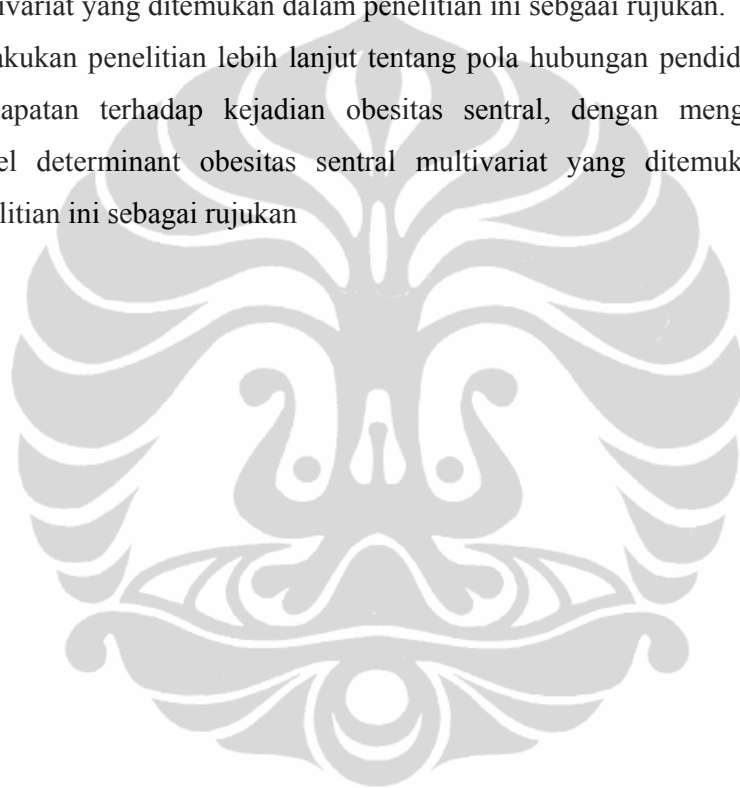 ivariat yang ditemukan dalam penelitian ini sebgaai rujukan.
akukan penelitian lebih lanjut tentang pola hubungan pendid
apatan terhadap kejadian obesitas sentral, dengan meng
el determinant obesitas sentral multivariat yang ditemuk
elitian ini sebagai rujukan